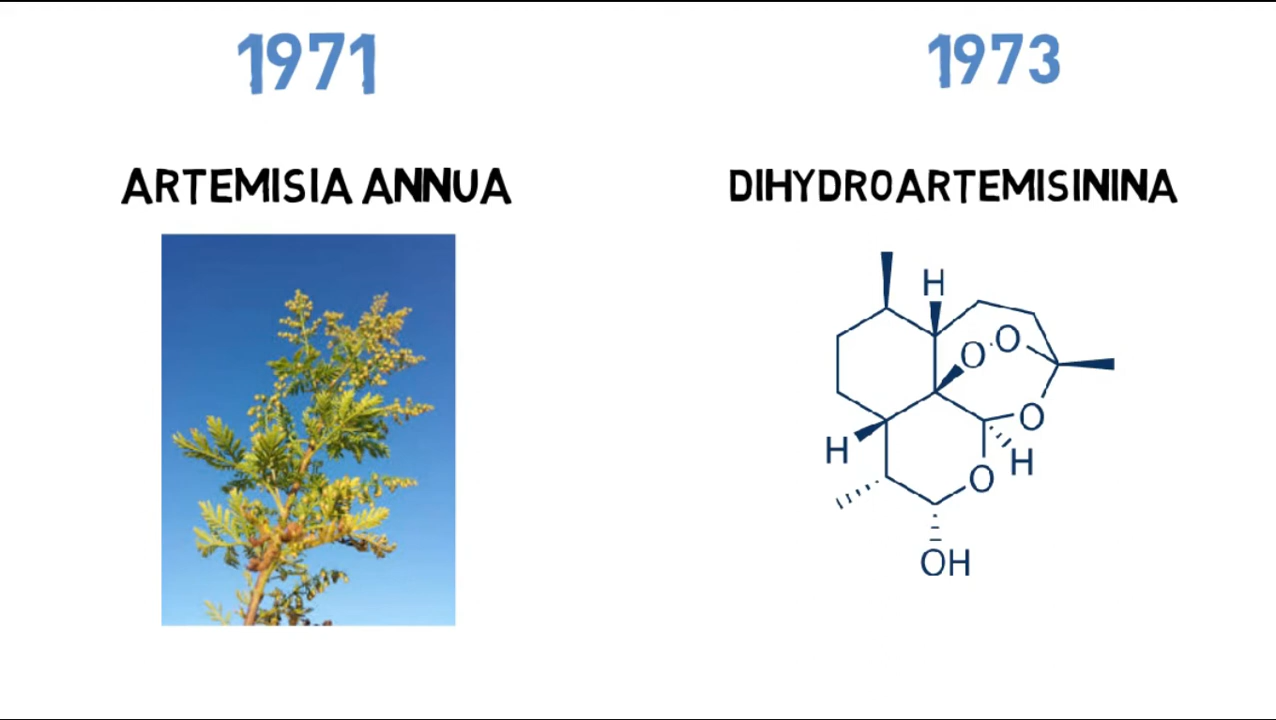 1971
1973
ARTEMISIA ANNUA
DIHYDROARTEMISININA
H
O
O
O
H
H
O
OH